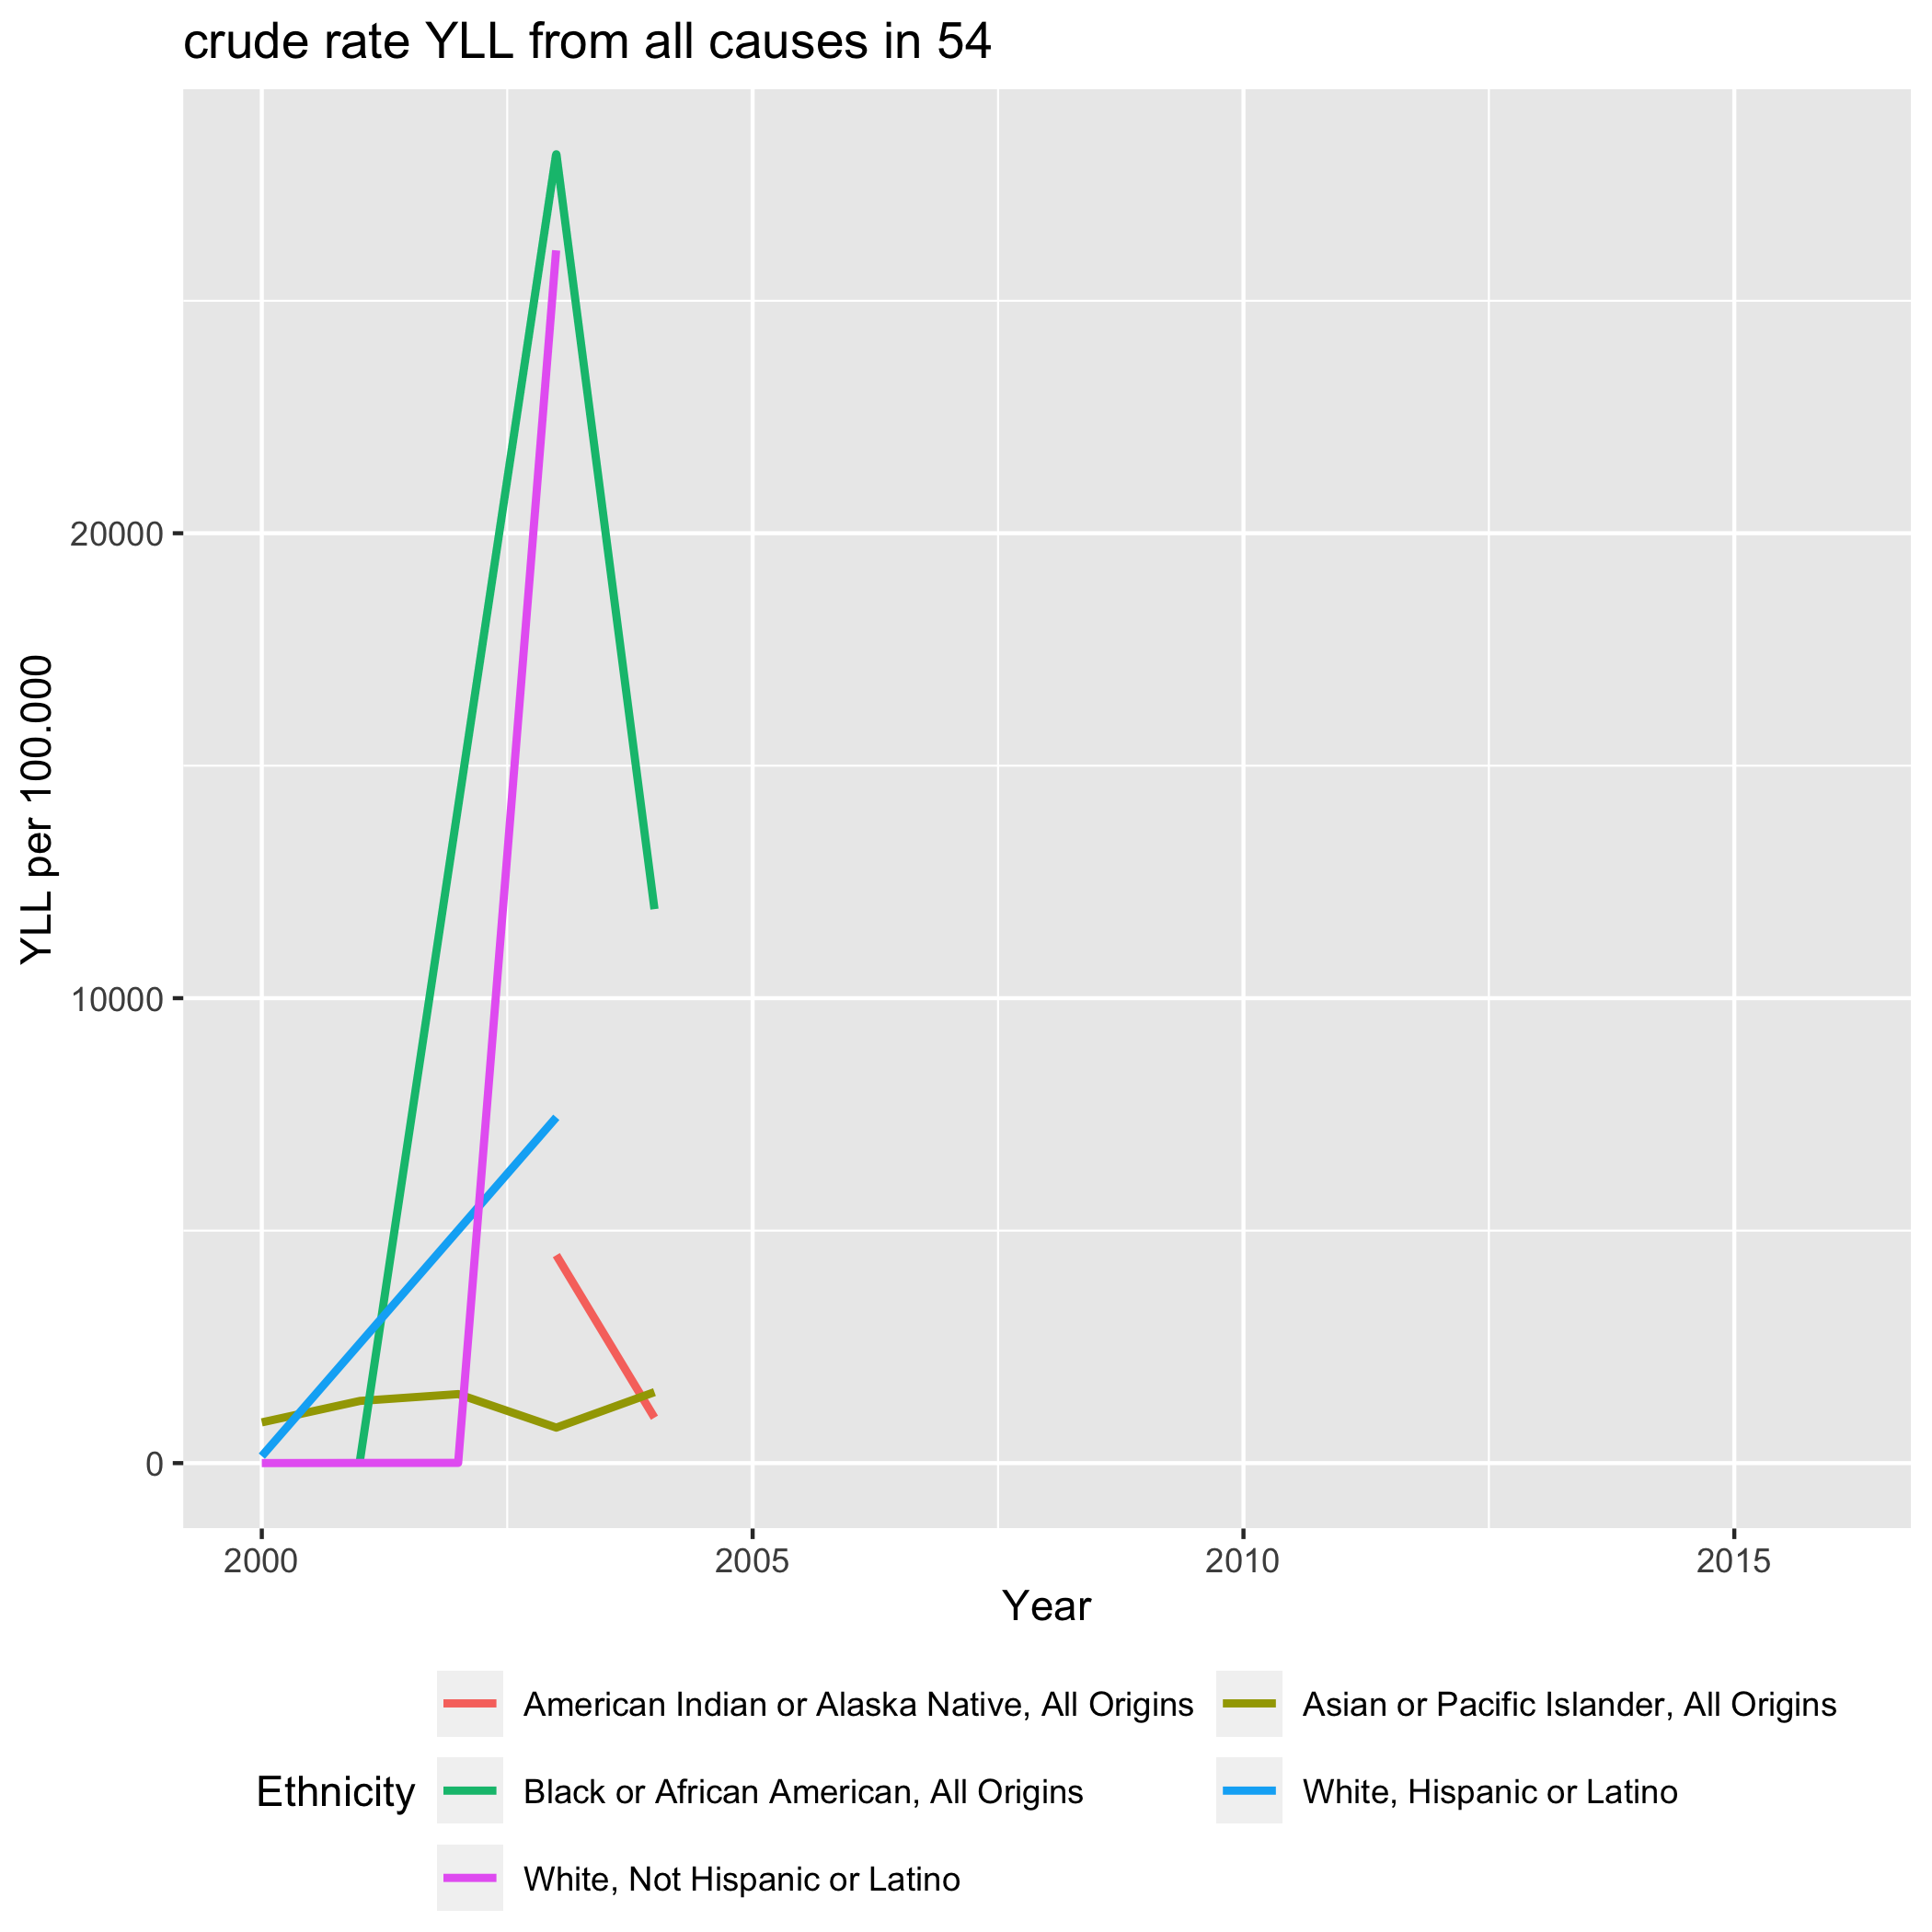 crude rate YLL from all causes in 54
YLL per 100.000
20000
10000
0
2000 2005 2010 2015
Year
Ethnicity
American Indian or Alaska Native, All Origins
Asian or Pacific Islander, All Origins
Black or African American, All Origins
White, Hispanic or Latino
White, Not Hispanic or Latino